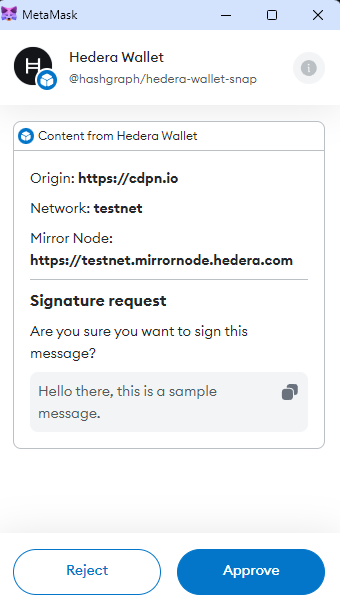 MetaMask
Hedera Wallet
@hashgraph/hedera-wallet-snap
Content from Hedera Wallet
Origin: https://cdpn.io
Network: testnet
Mirror Node:
https://testnet.mirrornode.hedera.com
Signature request
Are you sure you want to sign this
message?
Hello there, this is a sample
message.
Reject
Approve